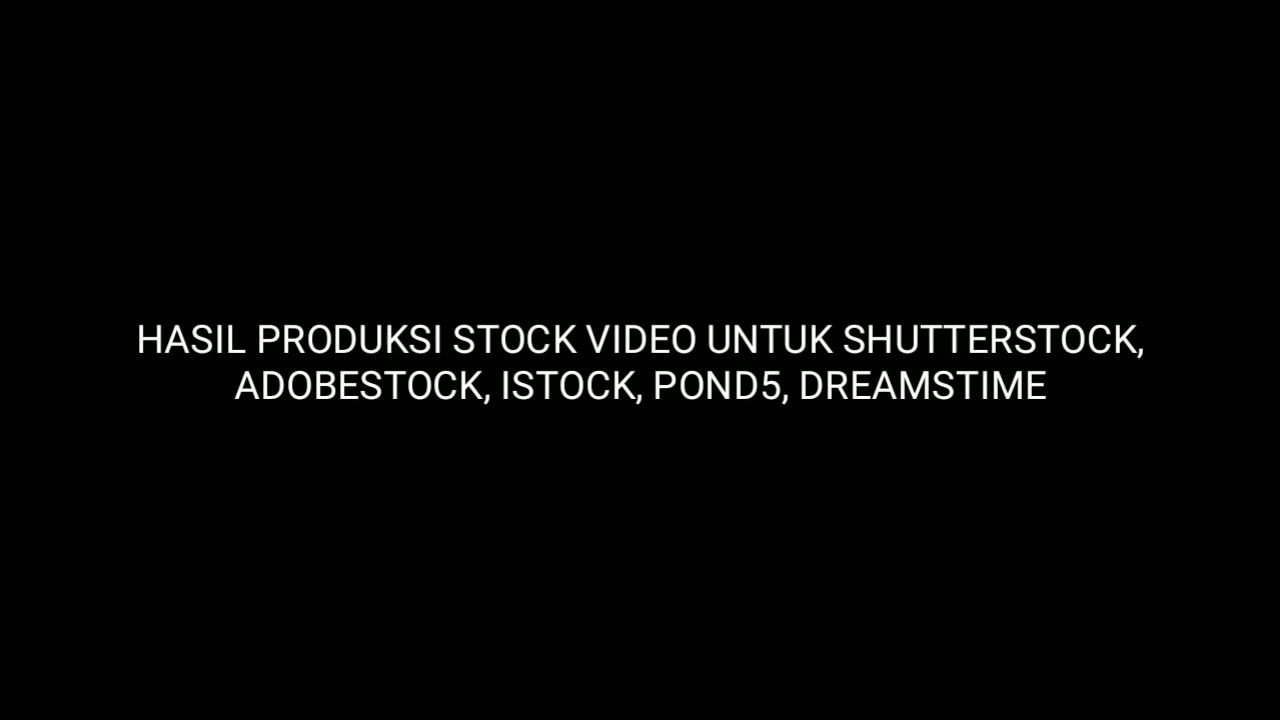 HASIL PRODUKSI STOCK VIDEO UNTUK SHUTTERSTOCK,
ADOBESTOCK, ISTOCK, POND5, DREAMSTIME